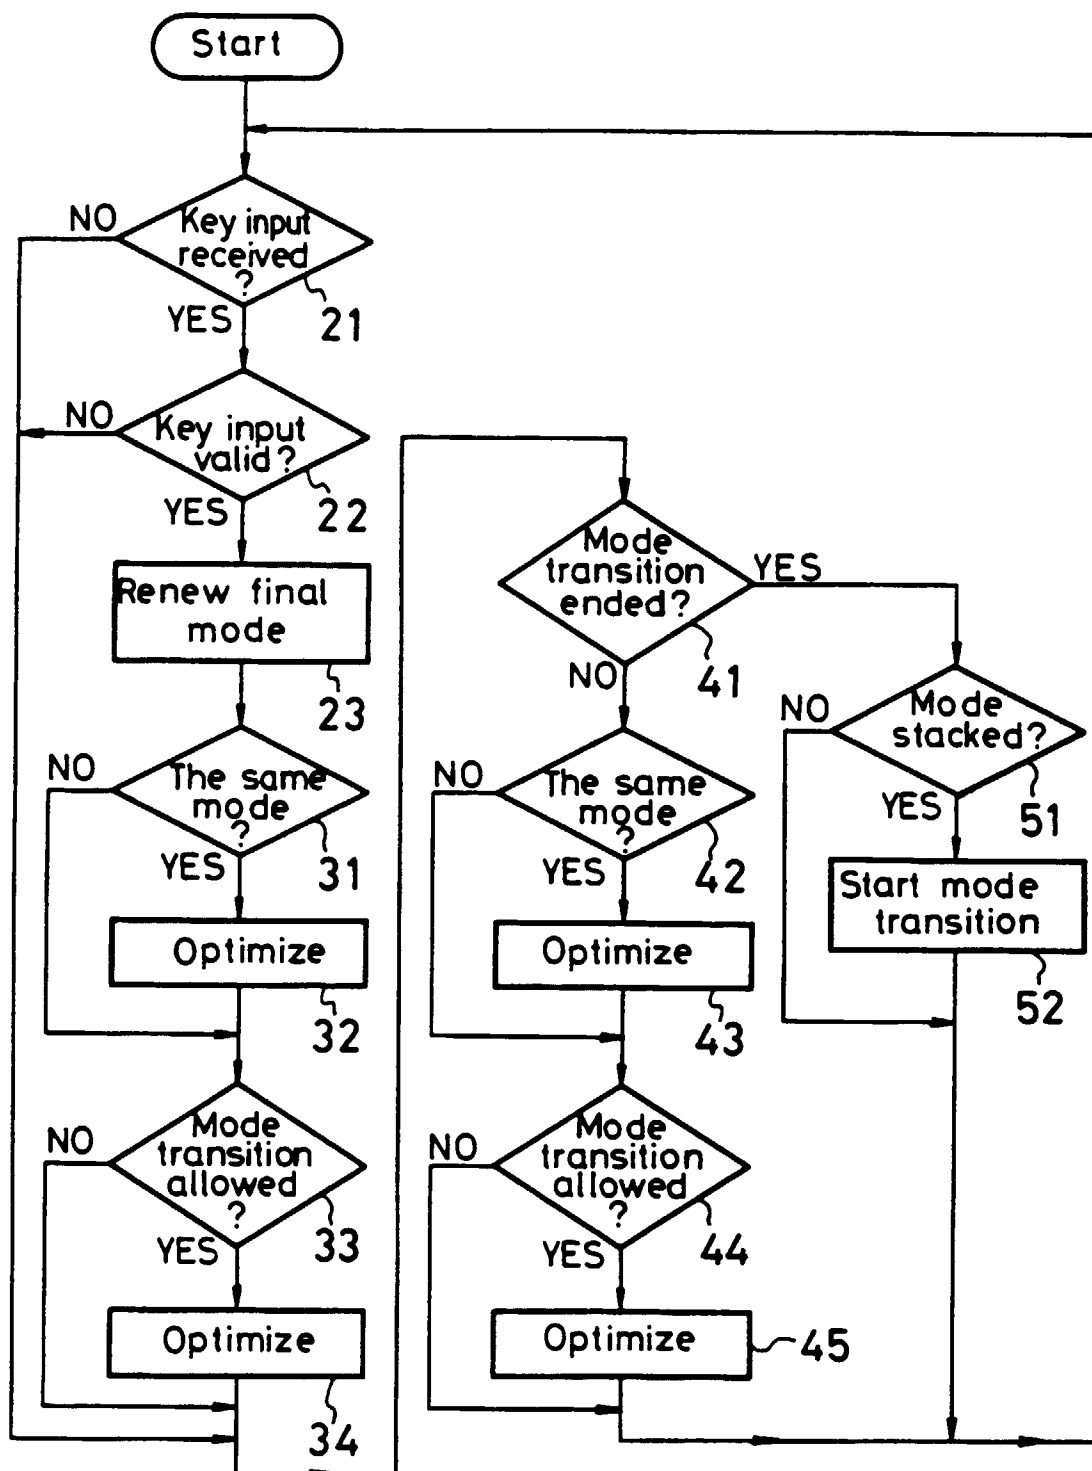 Start
NO
Key input
received
?
21
YES
NO
Key input
valid?
22
YES
Renew final
mode
23
NO
The same
mode
?
31
YES
Optimize
32
NO
Mode
transition
allowed
?
33
YES
Optimize
34
Mode
transition
ended?
YES
41
NO
NO
The same
mode
?
42
YES
Optimize
43
NO
Mode
transition
allowed
?
44
YES
Optimize
45
NO
Mode
stacked?
51
YES
Start mode
transition
52